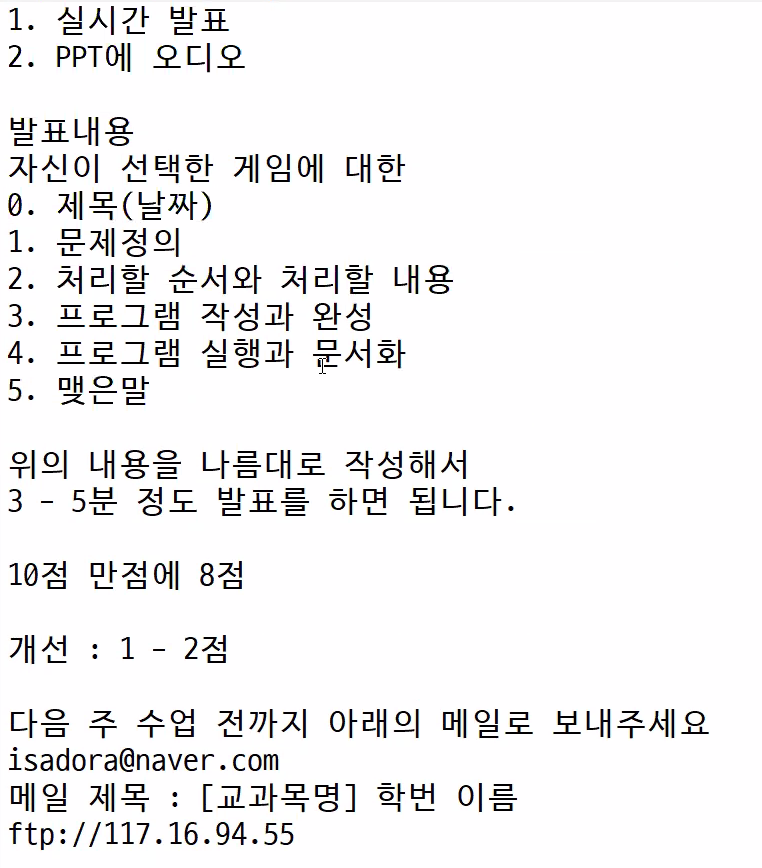 1. 실시간 발표
2. PPT에 오디오
발표내용
자신이 선택한 게임에 대한
0. 제목(날짜)
1. 문제정의
2. 처리할 순서와 처리할 내용
3. 프로그램 작성과 완성
4. 프로그램 실행과 문서화
5. 맺은말
위의 내용을 나름대로 작성해서
3 - 5분 정도 발표를 하면 됩니다.
10점 만점에 8점
개선 : 1 - 2점
다음 주 수업 전까지 아래의 메일로 보내주세요
isadora@naver.com
메일 제목 : [교과목명] 학번 이름
ftp://117.16.94.55